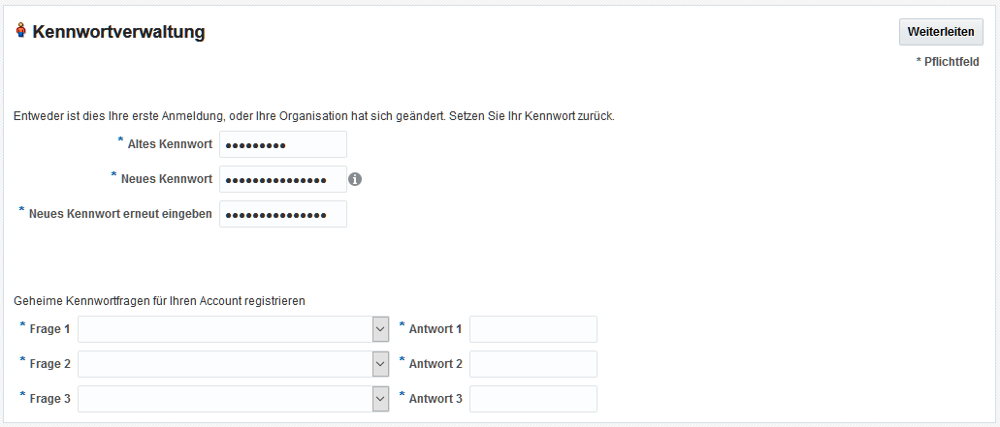 Kennwortverwaltung
Weiterleiten
* Pflichtfeld
Entweder ist dies Ihre erste Anmeldung, oder Ihre Organisation hat sich geändert. Setzen Sie Ihr Kennwort zurück.
* Altes Kennwort •••••••••
* Neues Kennwort •••••••••••••••
* Neues Kennwort erneut eingeben •••••••••••••••
Geheime Kennwortfragen für Ihren Account registrieren
* Frage 1 * Antwort 1
* Frage 2 * Antwort 2
* Frage 3 * Antwort 3